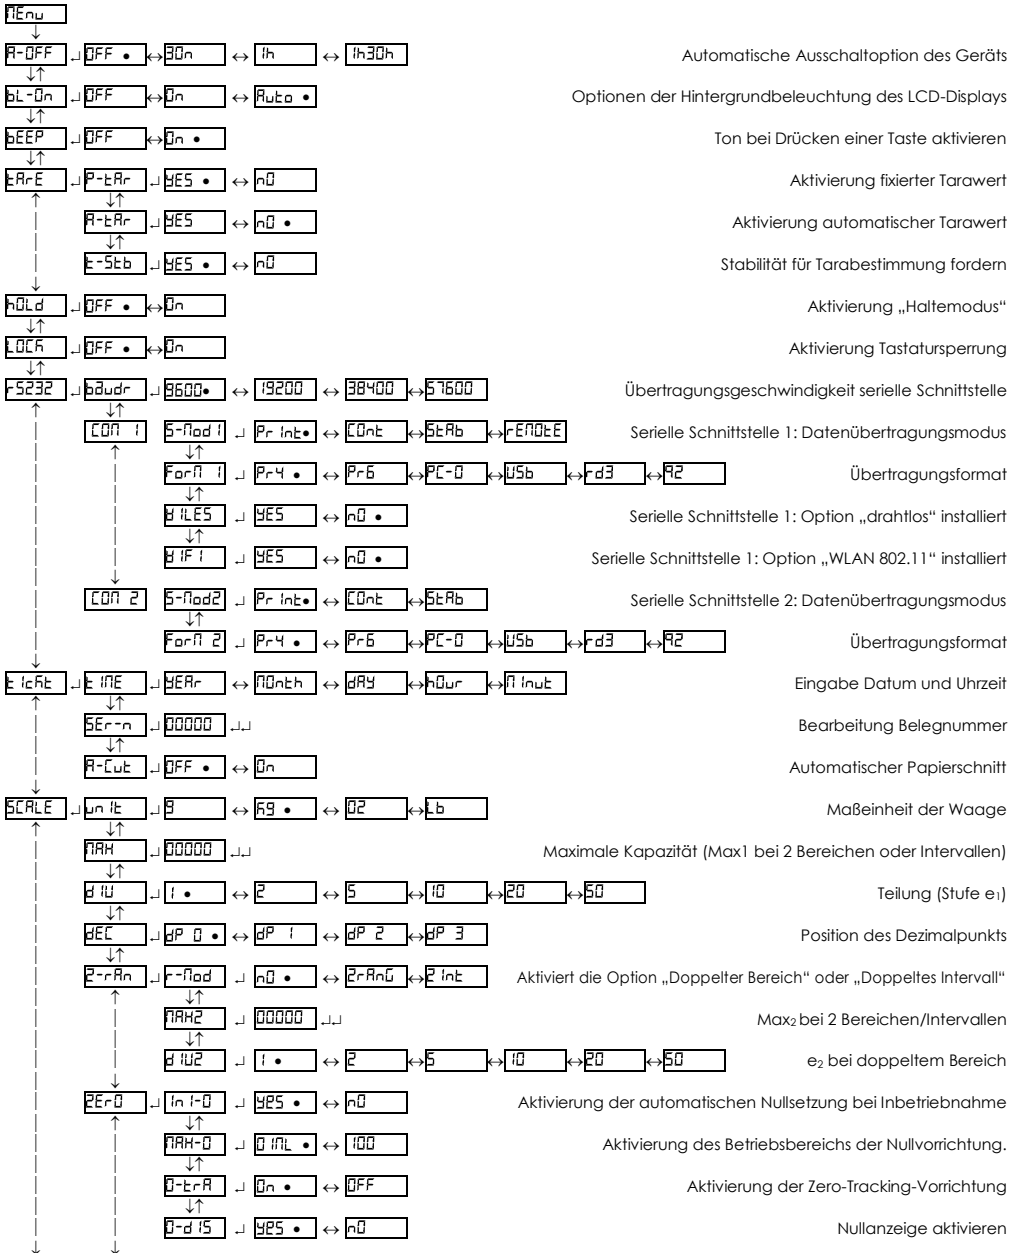 MEnu
A-OFF OFF • 30n 1h 1h30h Automatische Ausschaltoption des Geräts
bL-On OFF On Auto • Optionen der Hintergrundbeleuchtung des LCD-Displays
bEEP OFF On • Ton bei Drücken einer Taste aktivieren
tArE P-tAr YES • nO Aktivierung fixierter Tarawert
A-tAr YES nO • Aktivierung automatischer Tarawert
t-Stb YES • nO Stabilität für Tarabestimmung fordern
hOLd OFF • On Aktivierung „Haltemodus“
LOCK OFF • On Aktivierung Tastatursperrung
rS232 bAudr 9600• 19200 38400 57600 Übertragungsgeschwindigkeit serielle Schnittstelle
COM 1 S-Mod1 Print• COnt StAb rEMOtE Serielle Schnittstelle 1: Datenübertragungsmodus
ForM 1 Pr4 • Pr6 PC-0 USb rd3 92 Übertragungsformat
WILES YES nO • Serielle Schnittstelle 1: Option „drahtlos“ installiert
WIFI YES nO • Serielle Schnittstelle 1: Option „WLAN 802.11“ installiert
COM 2 S-Mod2 Print• COnt StAb Serielle Schnittstelle 2: Datenübertragungsmodus
ForM 2 Pr4 • Pr6 PC-0 USb rd3 92 Übertragungsformat
tIcKt tIME YEAr MOnth dAY hOur MInut Eingabe Datum und Uhrzeit
SEr-n 00000 Bearbeitung Belegnummer
A-Cut OFF • On Automatischer Papierschnitt
SCALE unIt g Kg • OZ Lb Maßeinheit der Waage
MAX 00000 Maximale Kapazität (Max1 bei 2 Bereichen oder Intervallen)
dIV 1 • 2 5 10 20 50 Teilung (Stufe e1)
dEC dP 0 • dP 1 dP 2 dP 3 Position des Dezimalpunkts
2-rAn r-Mod nO • 2rAnG 2Int Aktiviert die Option „Doppelter Bereich“ oder „Doppeltes Intervall“
MAX2 00000 Max2 bei 2 Bereichen/Intervallen
dIV2 1 • 2 5 10 20 50 e2 bei doppeltem Bereich
ZErO InI-0 YES • nO Aktivierung der automatischen Nullsetzung bei Inbetriebnahme
MAX-0 OIML • 100 Aktivierung des Betriebsbereichs der Nullvorrichtung.
0-trA On • OFF Aktivierung der Zero-Tracking-Vorrichtung
0-dIS YES • nO Nullanzeige aktivieren